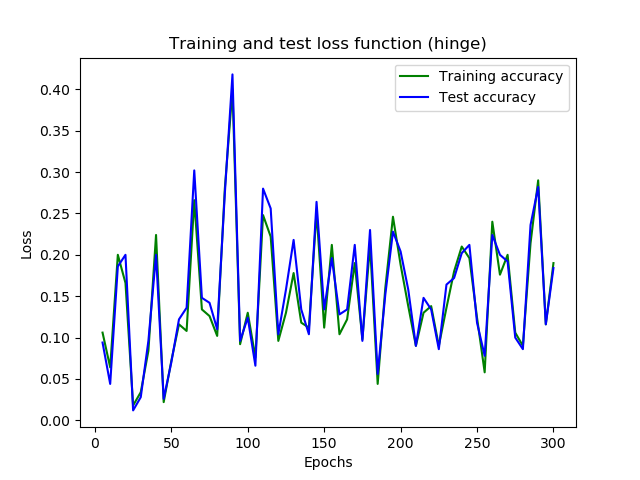 Training and test loss function (hinge)
Training accuracy
Test accuracy
0.40
0.35
0.30
0.25
0.20
0.15
0.10
0.05
0.00
Loss
0 50 100 150 200 250 300
Epochs